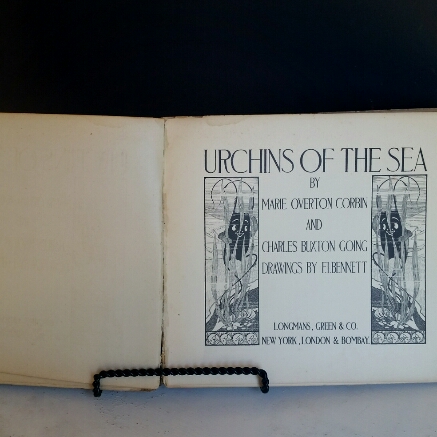 URCHINS OF THE SEA
BY
MARIE OVERTON CORBIN
AND
CHARLES BUXTON GOING
DRAWINGS BY F.I.BENNETT
LONGMANS, GREEN & CO.
NEW YORK, LONDON & BOMBAY.